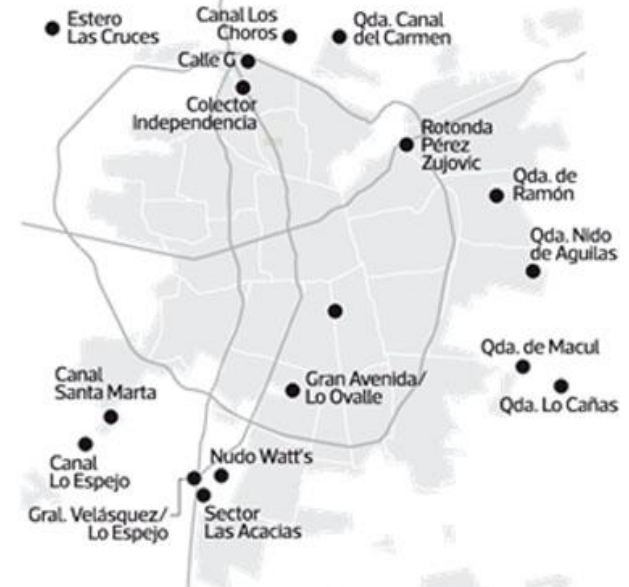 Estero
Las Cruces
Canal Los
Choros
Qda. Canal
del Carmen
Calle G
Colector
Independencia
Rotonda
Pérez
Zujovic
Qda. de
Ramón
Qda. Nido
de Aguilas
Qda. de Macul
Qda. Lo Cañas
Canal
Santa Marta
Gran Avenida/
Lo Ovalle
Canal
Lo Espejo
Nudo Watt's
Gral. Velásquez/
Lo Espejo
Sector
Las Acacias